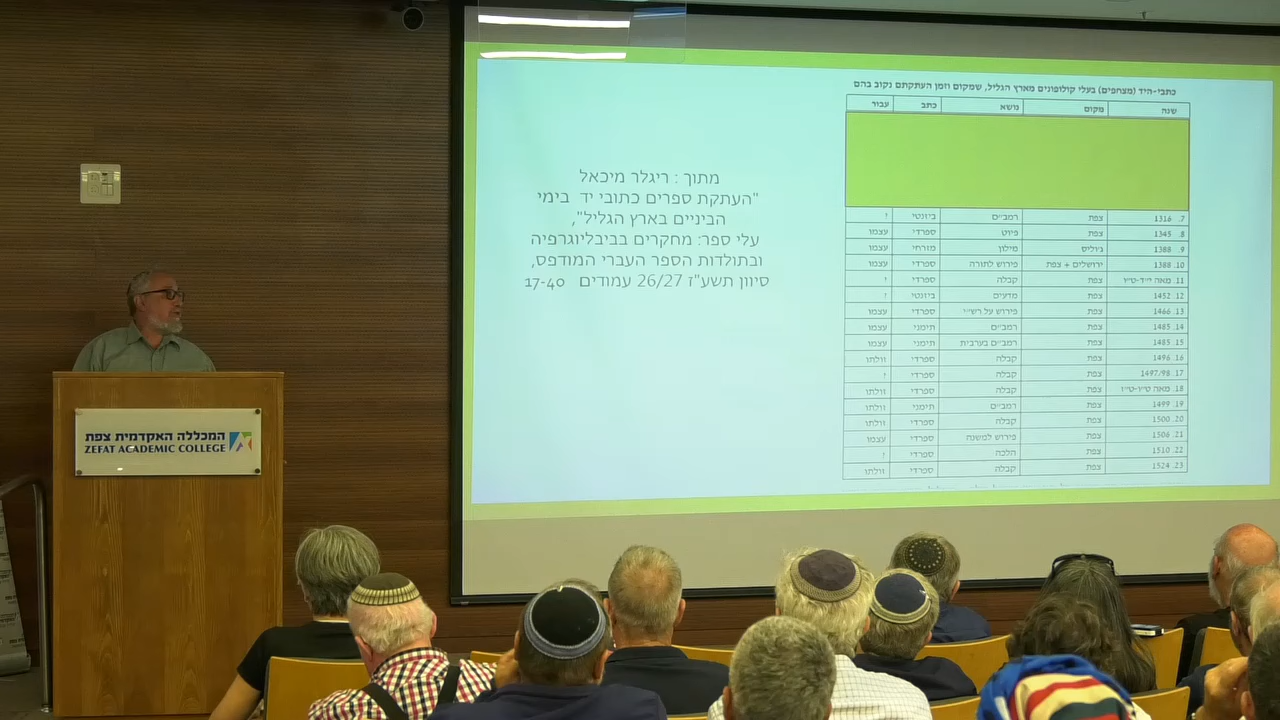 כתבי-היד (מצחפים) בעלי קולופונים מארץ הגליל, שמקום וזמן העתקתם נקוב בהם
שנה מקום נושא כתב עבור
7. 1316 צפת רמב״ם ביזנטי ?
8. 1345 צפת פיוט ספרדי עצמו
9. 1388 ג׳וליס מילון מזרחי עצמו
10. 1388 ירושלים + צפת פירוש לתורה ספרדי עצמו
11. מאה י״ד-ט״ו צפת קבלה ספרדי ?
12. 1452 צפת מדעים ביזנטי ?
13. 1466 צפת פירוש על רש״י ספרדי עצמו
14. 1485 צפת רמב״ם תימני עצמו
15. 1485 צפת רמב״ם בערבית תימני עצמו
16. 1496 צפת קבלה ספרדי זולתו
17. 1497/98 צפת קבלה ספרדי ?
18. מאה ט״ו-ט״ז צפת קבלה ספרדי זולתו
19. 1499 צפת רמב״ם תימני זולתו
20. 1500 צפת קבלה ספרדי זולתו
21. 1506 צפת פירוש למשנה ספרדי עצמו
22. 1510 צפת הלכה ספרדי ?
23. 1524 צפת קבלה ספרדי זולתו
מתוך : ריגלר מיכאל
"העתקת ספרים כתובי יד בימי
הביניים בארץ הגליל",
עלי ספר: מחקרים בביבליוגרפיה
ובתולדות הספר העברי המודפס,
סיוון תשע"ז 26/27 עמודים 17-40
המכללה האקדמית צפת
ZEFAT ACADEMIC COLLEGE